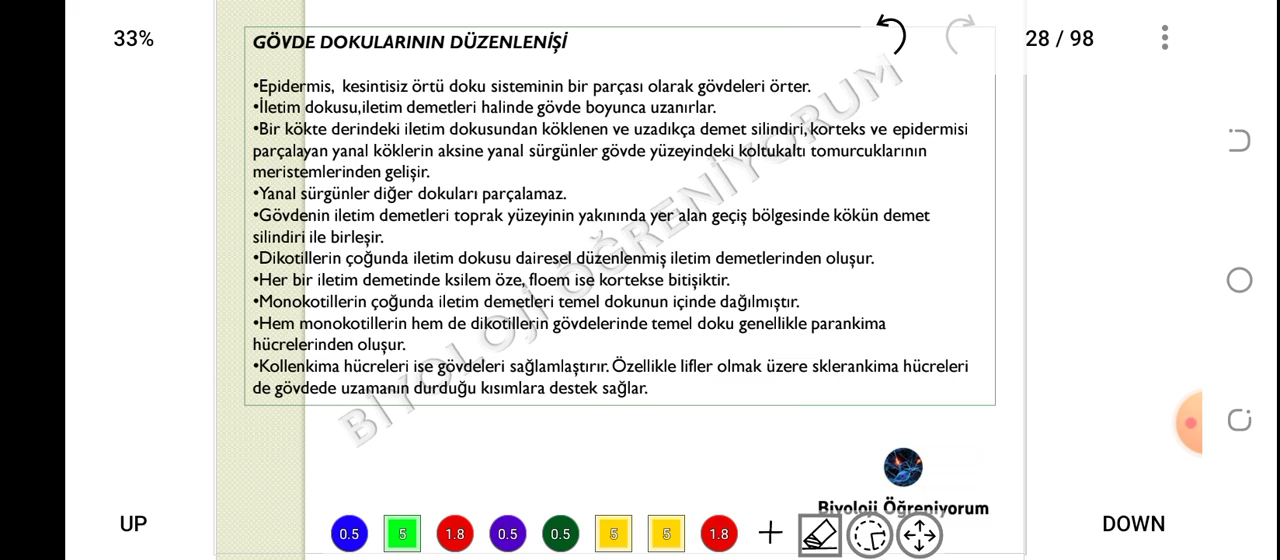 33%
28 / 98
GÖVDE DOKULARININ DÜZENLENİŞİ
•Epidermis, kesintisiz örtü doku sisteminin bir parçası olarak gövdeleri örter.
•İletim dokusu,iletim demetleri halinde gövde boyunca uzanırlar.
•Bir kökte derindeki iletim dokusundan köklenen ve uzadıkça demet silindiri, korteks ve epidermisi
parçalayan yanal köklerin aksine yanal sürgünler gövde yüzeyindeki koltukaltı tomurcuklarının
meristemlerinden gelişir.
•Yanal sürgünler diğer dokuları parçalamaz.
•Gövdenin iletim demetleri toprak yüzeyinin yakınında yer alan geçiş bölgesinde kökün demet
silindiri ile birleşir.
•Dikotillerin çoğunda iletim dokusu dairesel düzenlenmiş iletim demetlerinden oluşur.
•Her bir iletim demetinde ksilem öze, floem ise kortekse bitişiktir.
•Monokotillerin çoğunda iletim demetleri temel dokunun içinde dağılmıştır.
•Hem monokotillerin hem de dikotillerin gövdelerinde temel doku genellikle parankima
hücrelerinden oluşur.
•Kollenkima hücreleri ise gövdeleri sağlamlaştırır. Özellikle lifler olmak üzere sklerankima hücreleri
de gövdede uzamanın durduğu kısımlara destek sağlar.
BİYOLOJİ ÖĞRENİYORUM
Biyoloji Öğreniyorum
UP
0.5 5 1.8 0.5 0.5 5 5 1.8
DOWN